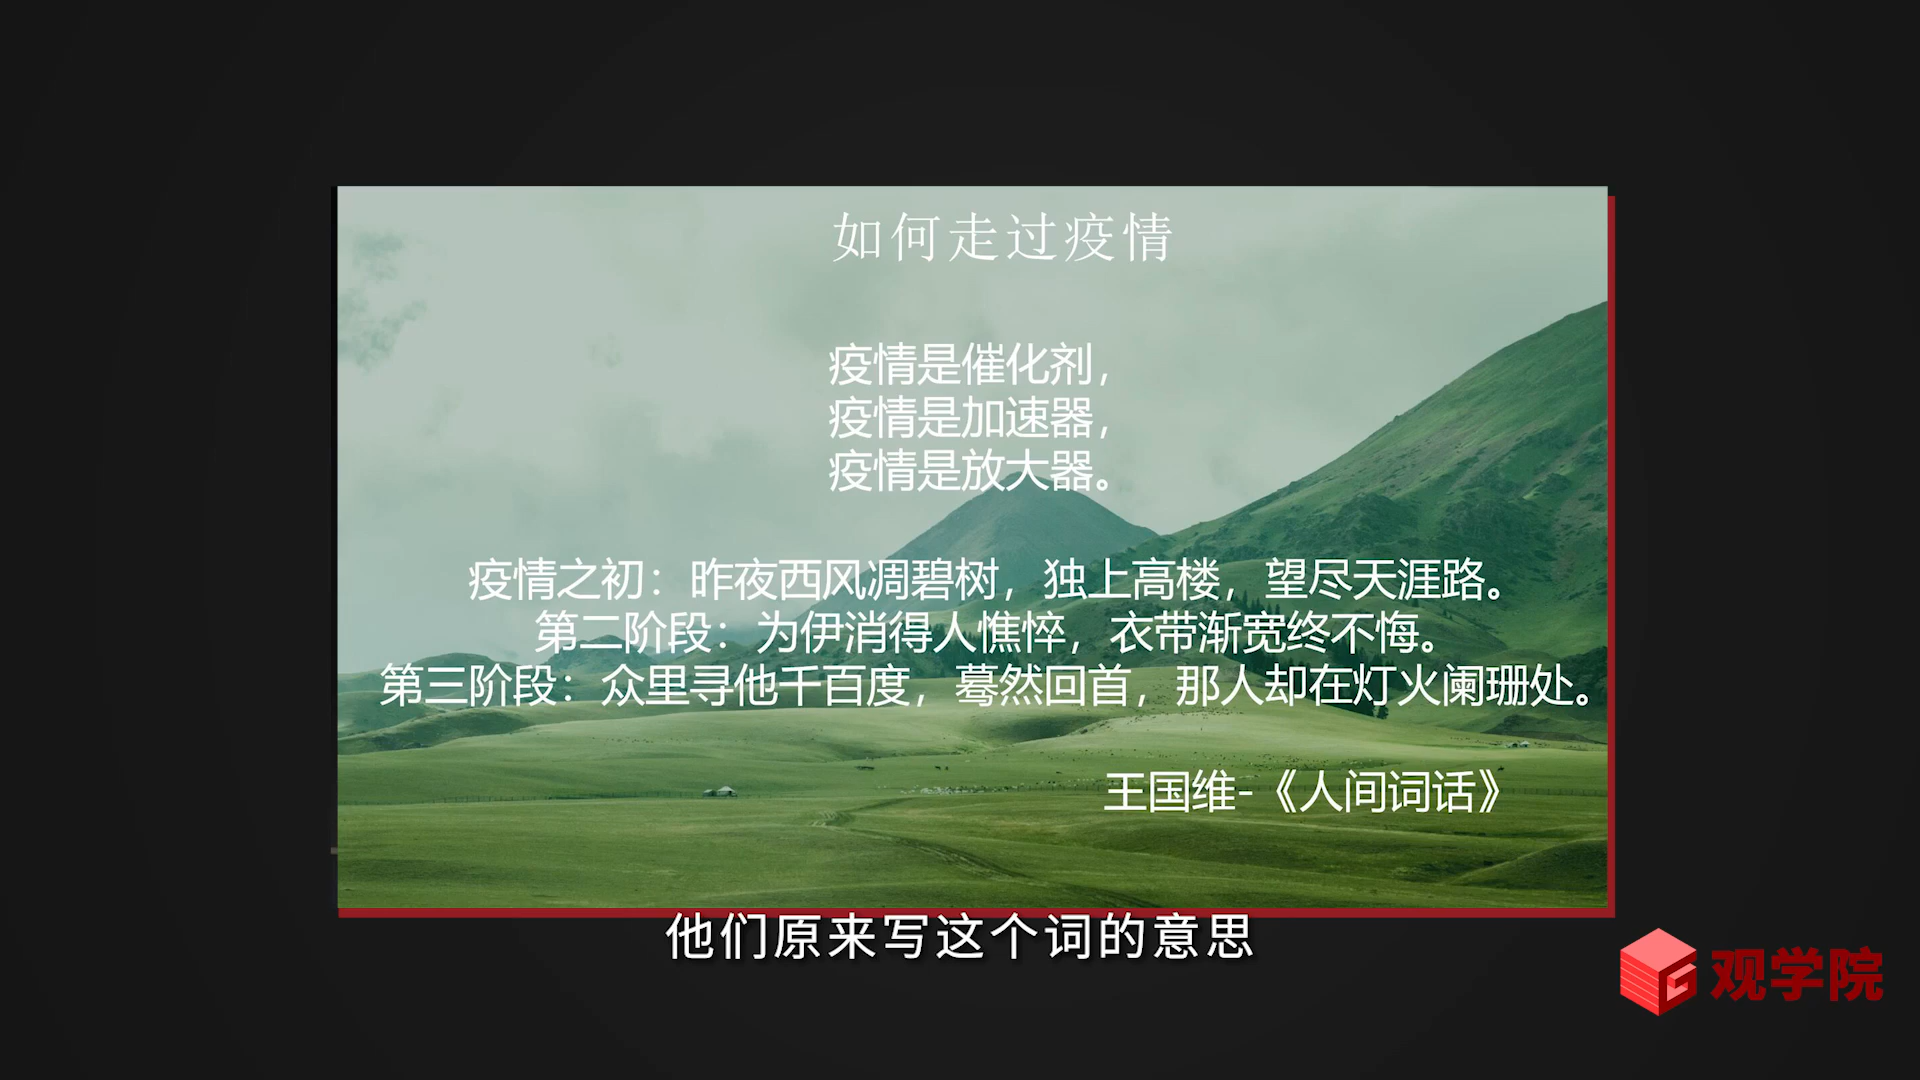 如何走过疫情
疫情是催化剂，
疫情是加速器，
疫情是放大器。
疫情之初：昨夜西风凋碧树，独上高楼，望尽天涯路。
第二阶段：为伊消得人憔悴，衣带渐宽终不悔。
第三阶段：众里寻他千百度，蓦然回首，那人却在灯火阑珊处。
王国维-《人间词话》
他们原来写这个词的意思
观学院